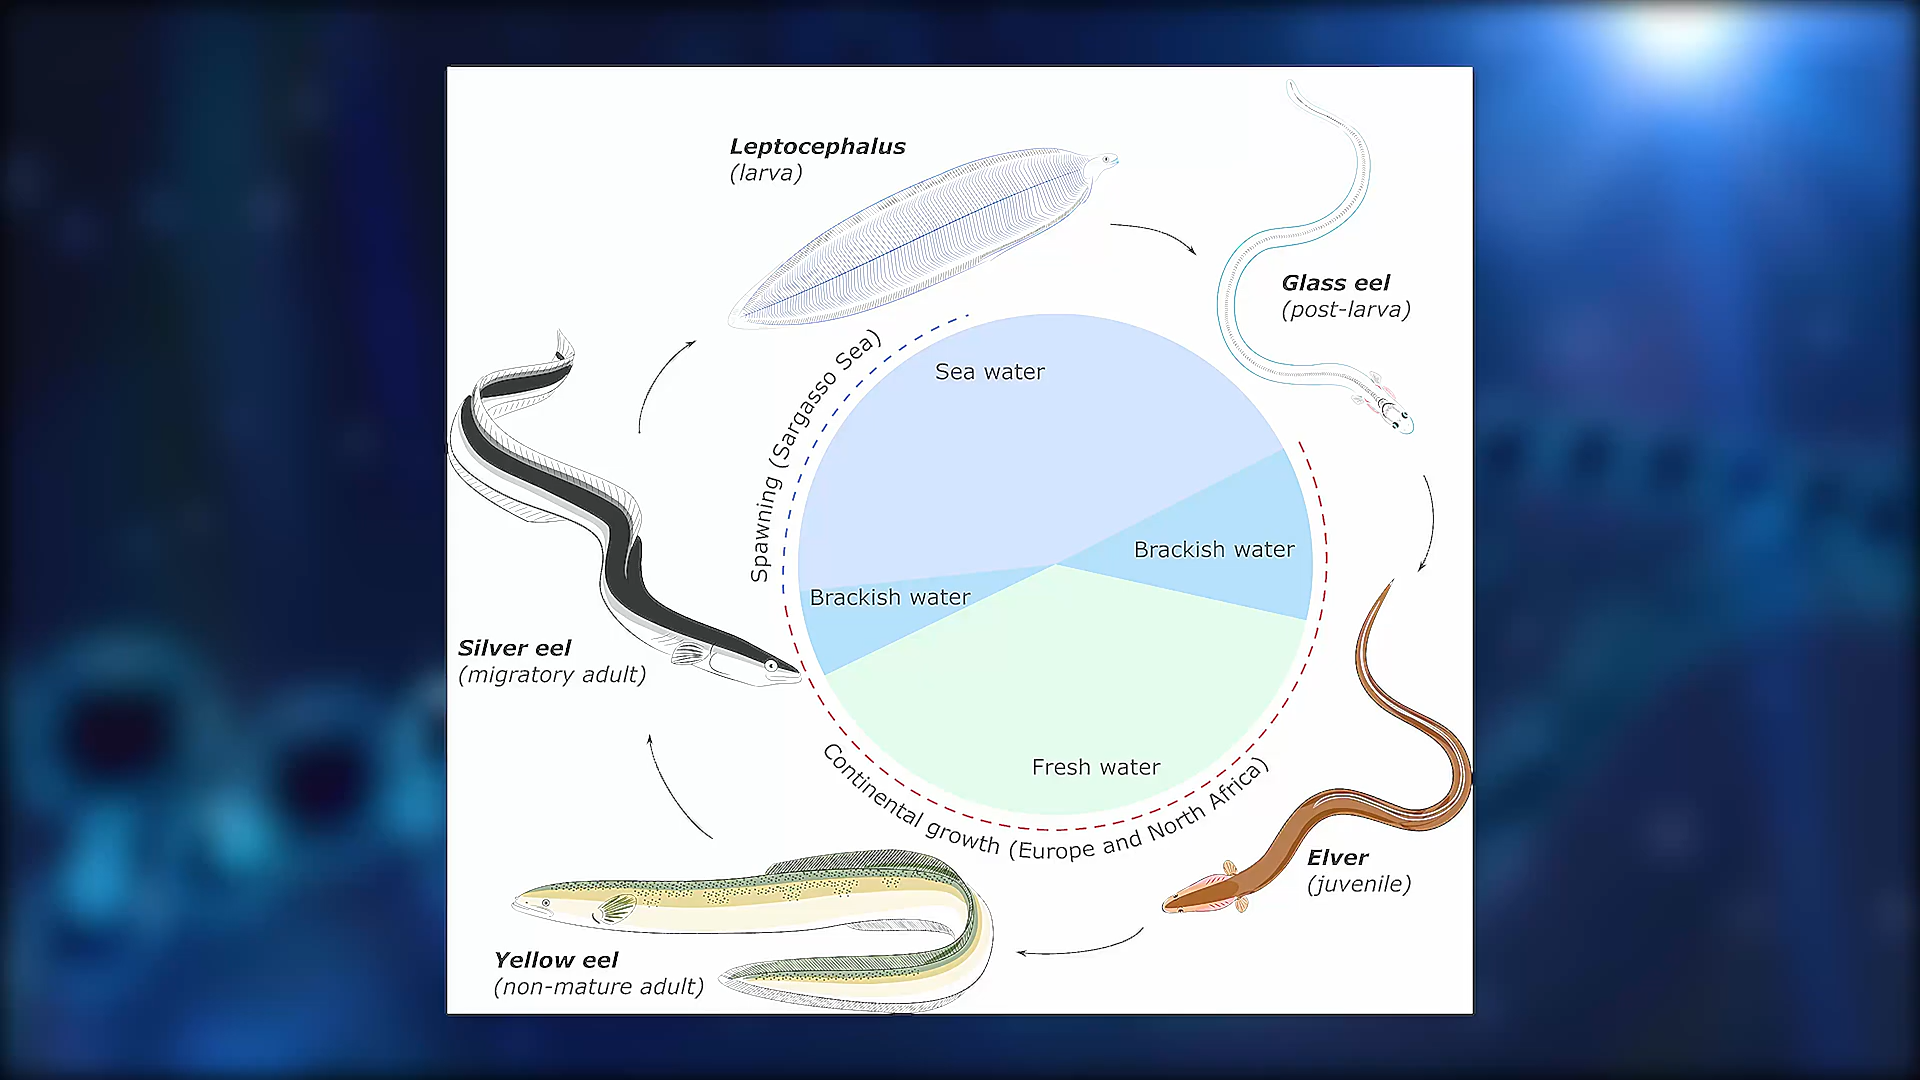 Leptocephalus
(larva)
Glass eel
(post-larva)
Sea water
Spawning (Sargasso Sea)
Brackish water
Brackish water
Silver eel
(migratory adult)
Fresh water
Continental growth (Europe and North Africa)
Elver
(juvenile)
Yellow eel
(non-mature adult)